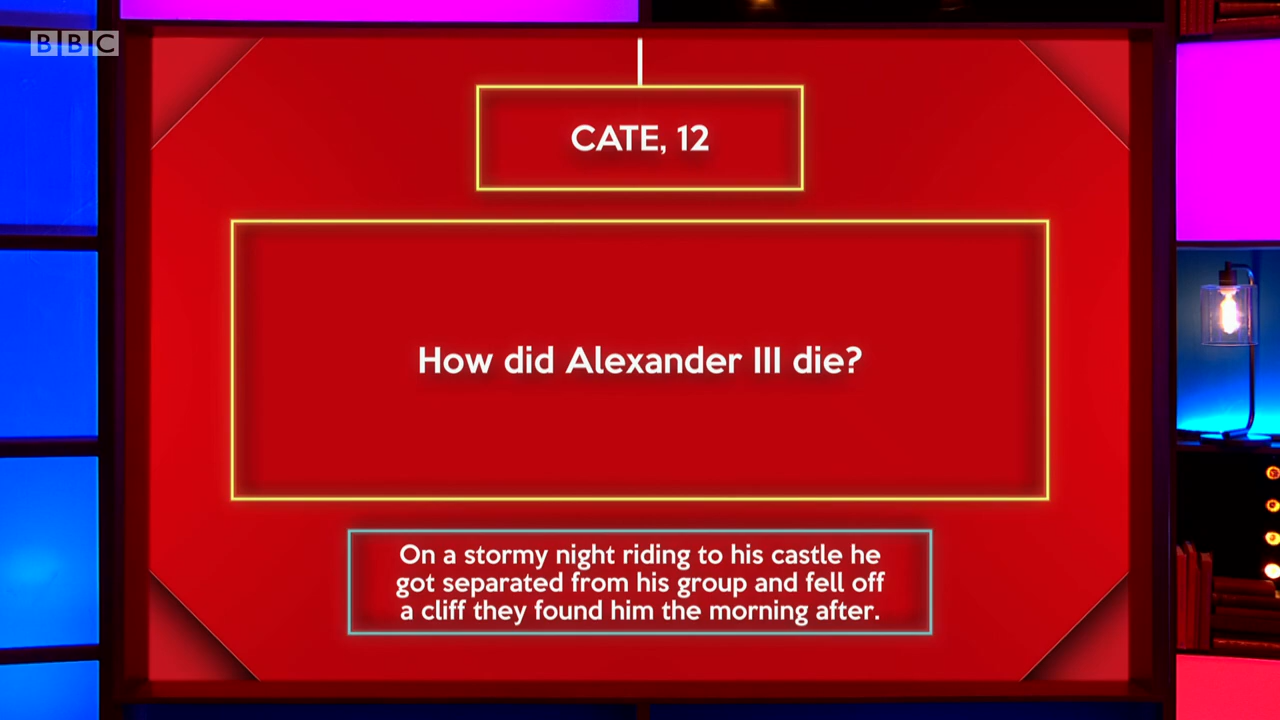 BBC
CATE, 12
How did Alexander III die?
On a stormy night riding to his castle he
got separated from his group and fell off
a cliff they found him the morning after.